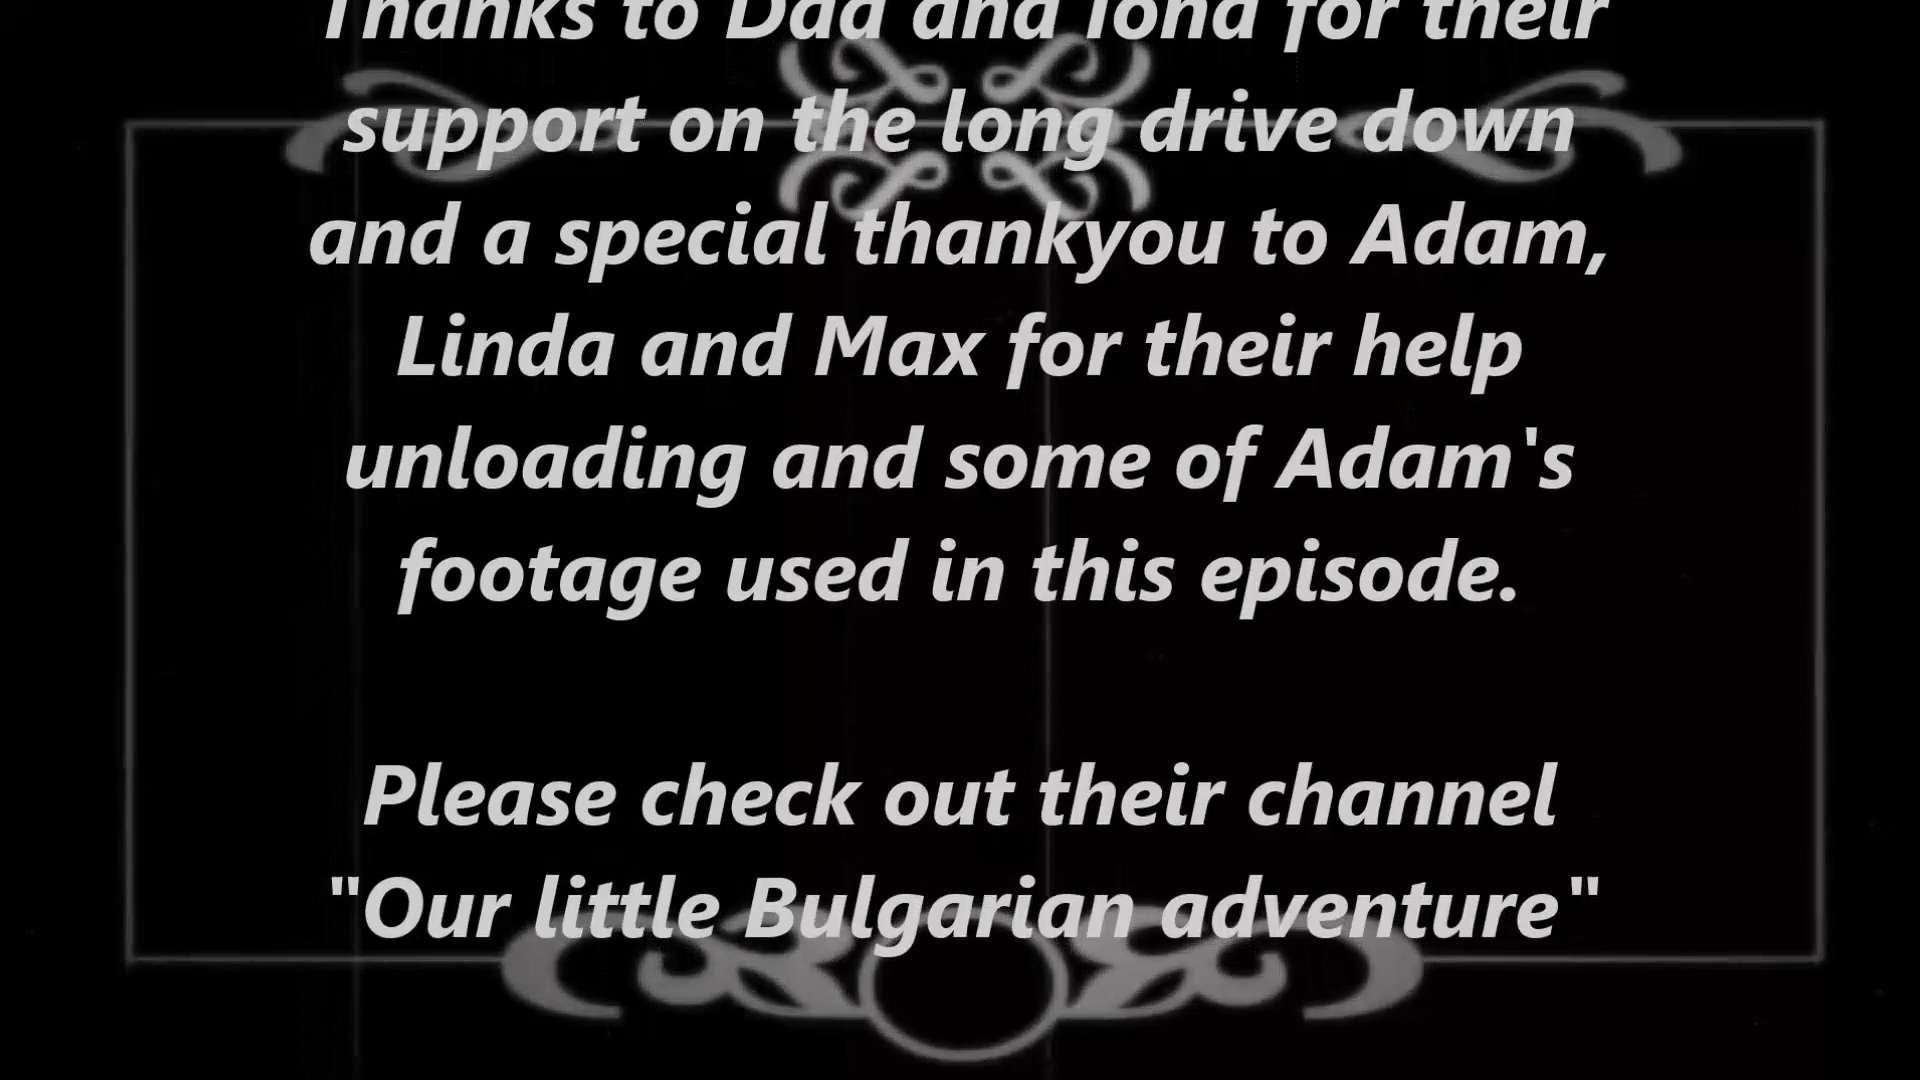 Thanks to Dad and Iona for their
support on the long drive down
and a special thankyou to Adam,
Linda and Max for their help
unloading and some of Adam's
footage used in this episode.
Please check out their channel
"Our little Bulgarian adventure"